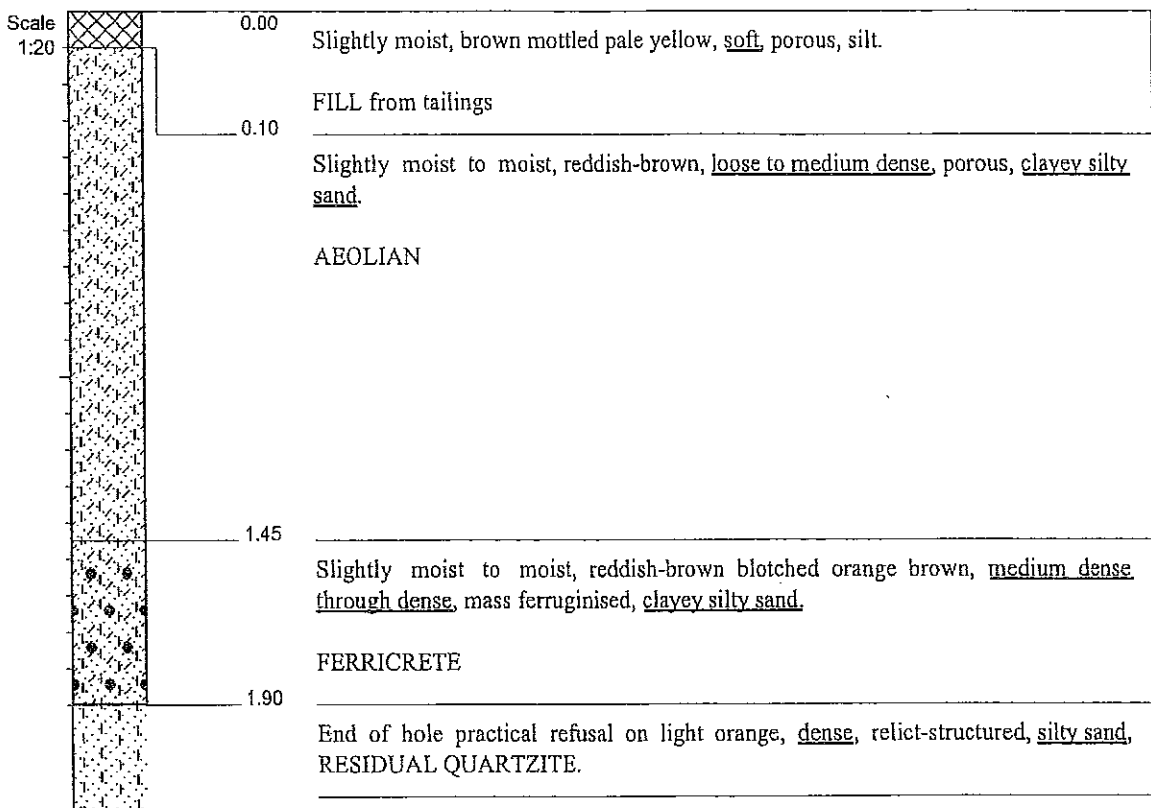 Scale
1:20
0.00
Slightly moist, brown mottled pale yellow, soft, porous, silt.
FILL from tailings
0.10
Slightly moist to moist, reddish-brown, loose to medium dense, porous, clayey silty
sand.
AEOLIAN
1.45
Slightly moist to moist, reddish-brown blotched orange brown, medium dense
through dense, mass ferruginised, clayey silty sand.
FERRICRETE
1.90
End of hole practical refusal on light orange, dense, relict-structured, silty sand,
RESIDUAL QUARTZITE.